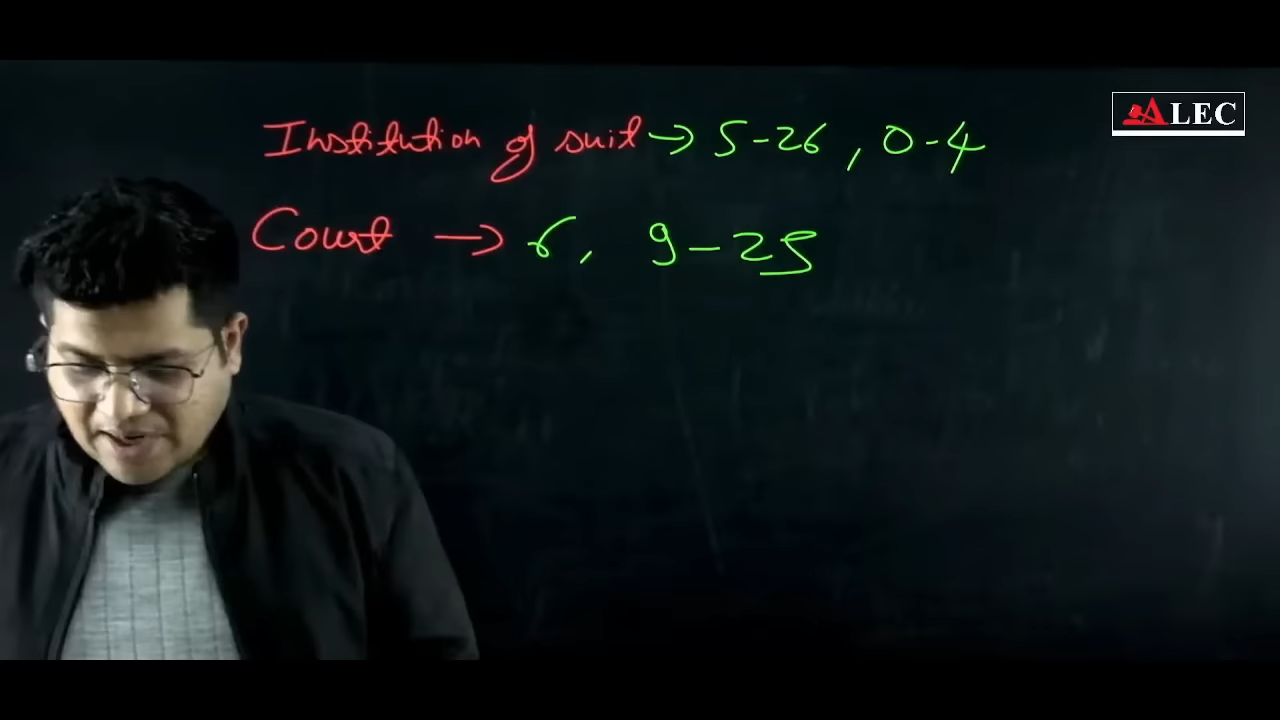 ALEC
Institution of suit → S-26, O-4
Court → 6, 9-25